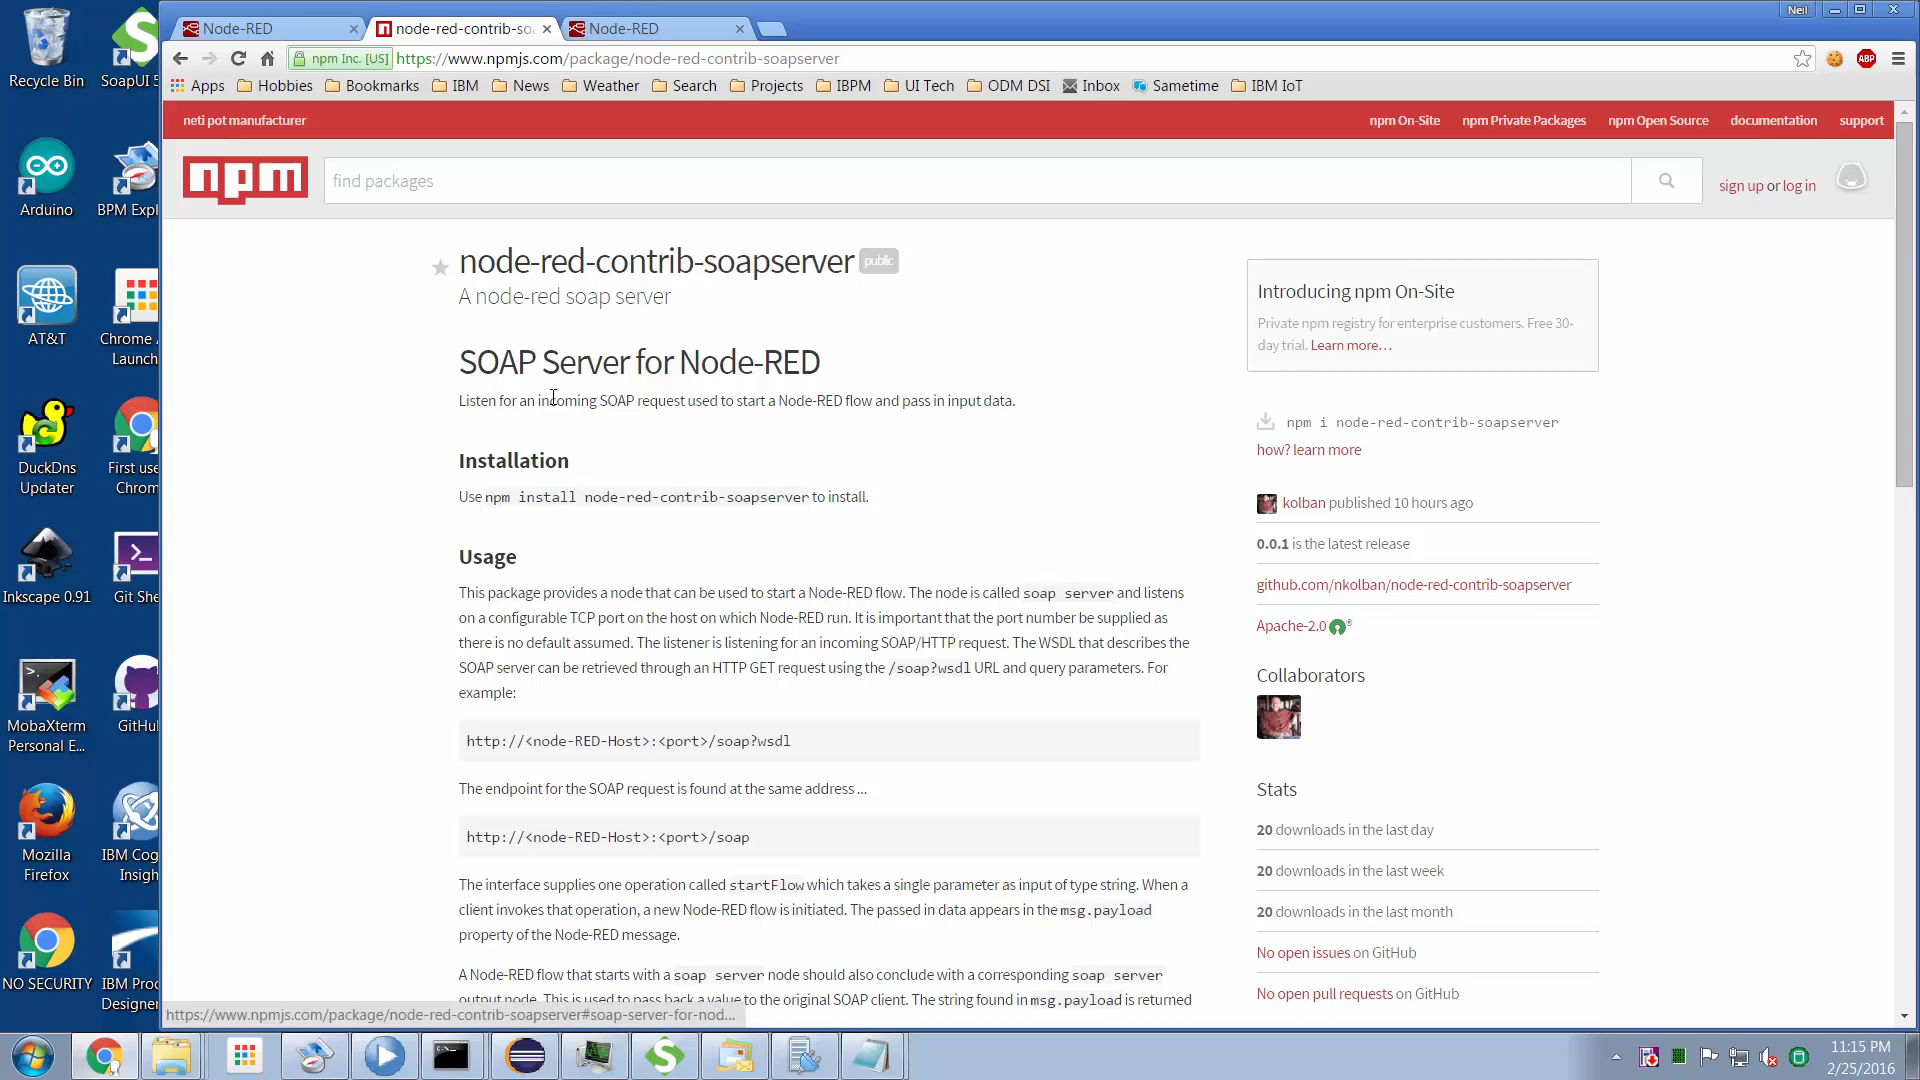 Neil
Node-RED
node-red-contrib-so
Node-RED
npm Inc. [US]
https://www.npmjs.com/package/node-red-contrib-soapserver
Apps
Hobbies
Bookmarks
IBM
News
Weather
Search
Projects
IBPM
UI Tech
ODM DSI
Inbox
Sametime
IBM IoT
neti pot manufacturer
npm On-Site
npm Private Packages
npm Open Source
documentation
support
npm
find packages
sign up or log in
node-red-contrib-soapserver public
A node-red soap server
SOAP Server for Node-RED
Listen for an incoming SOAP request used to start a Node-RED flow and pass in input data.
Installation
Use npm install node-red-contrib-soapserver to install.
Usage
This package provides a node that can be used to start a Node-RED flow. The node is called soap server and listens
on a configurable TCP port on the host on which Node-RED run. It is important that the port number be supplied as
there is no default assumed. The listener is listening for an incoming SOAP/HTTP request. The WSDL that describes the
SOAP server can be retrieved through an HTTP GET request using the /soap?wsdl URL and query parameters. For
example:
http://<node-RED-Host>:<port>/soap?wsdl
The endpoint for the SOAP request is found at the same address ...
http://<node-RED-Host>:<port>/soap
The interface supplies one operation called startFlow which takes a single parameter as input of type string. When a
client invokes that operation, a new Node-RED flow is initiated. The passed in data appears in the msg.payload
property of the Node-RED message.
A Node-RED flow that starts with a soap server node should also conclude with a corresponding soap server
output node. This is used to pass back a value to the original SOAP client. The string found in msg.payload is returned
https://www.npmjs.com/package/node-red-contrib-soapserver#soap-server-for-nod...
Introducing npm On-Site
Private npm registry for enterprise customers. Free 30-
day trial. Learn more…
npm i node-red-contrib-soapserver
how? learn more
kolban published 10 hours ago
0.0.1 is the latest release
github.com/nkolban/node-red-contrib-soapserver
Apache-2.0
Collaborators
Stats
20 downloads in the last day
20 downloads in the last week
20 downloads in the last month
No open issues on GitHub
No open pull requests on GitHub
Recycle Bin
SoapUI 5
Arduino
BPM Expl
AT&T
Chrome A
Launch
DuckDns
Updater
First use
Chrom
Inkscape 0.91
Git She
MobaXterm
Personal E...
GitHu
Mozilla
Firefox
IBM Cog
Insigh
NO SECURITY
IBM Proc
Designer
ABP
11:15 PM
2/25/2016